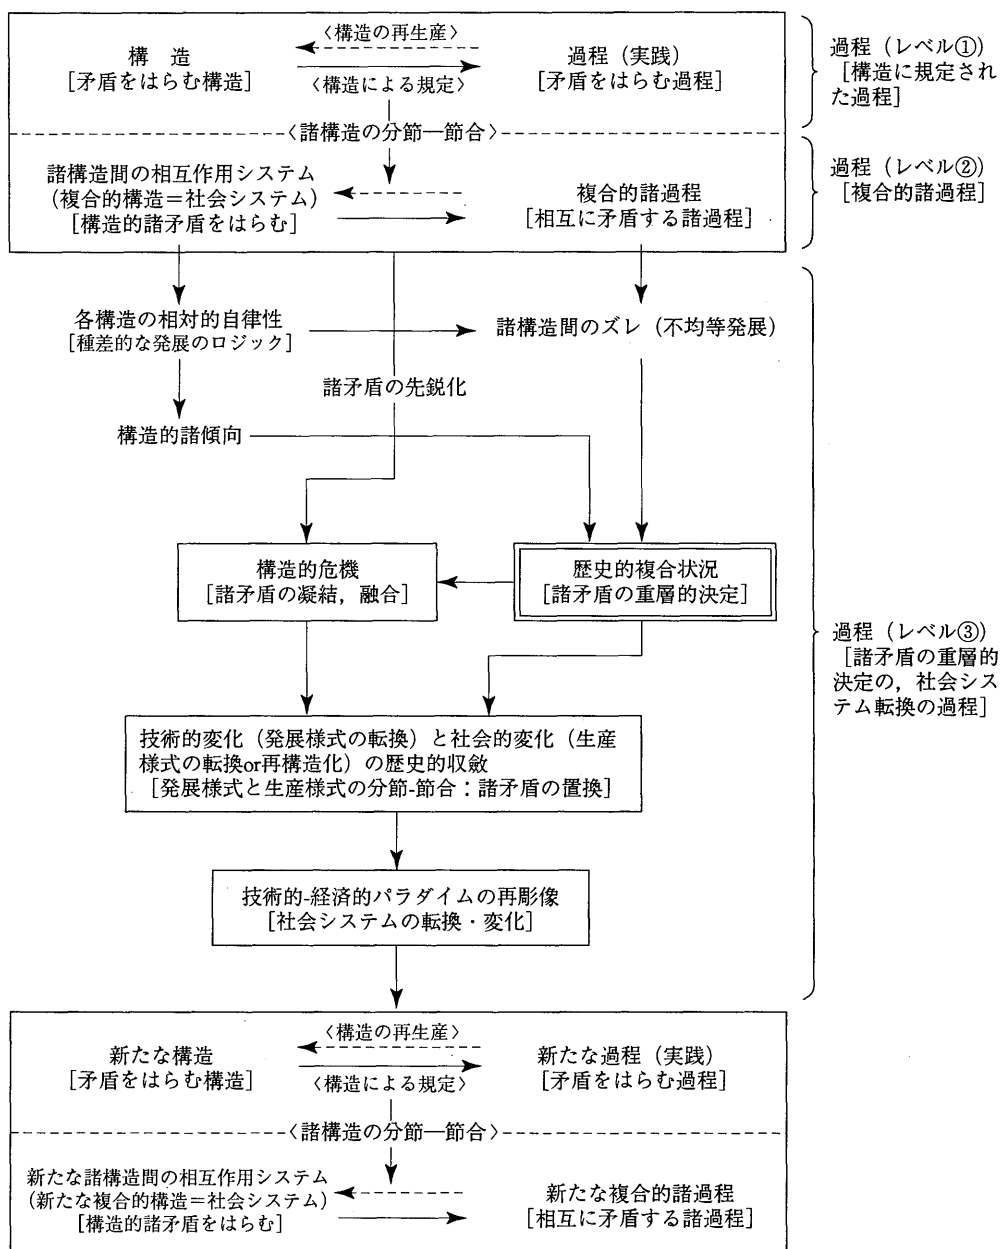 〈構造の再生産〉
構　造
過程（実践）
[矛盾をはらむ構造]
〈構造による規定〉
[矛盾をはらむ過程]
過程（レベル①）
[構造に規定され
た過程]
〈諸構造の分節―節合〉
諸構造間の相互作用システム
(複合的構造＝社会システム)
[構造的諸矛盾をはらむ]
複合的諸過程
[相互に矛盾する諸過程]
過程（レベル②）
[複合的諸過程]
各構造の相対的自律性
[種差的な発展のロジック]
諸構造間のズレ（不均等発展）
諸矛盾の先鋭化
構造的諸傾向
構造的危機
[諸矛盾の凝結，融合]
歴史的複合状況
[諸矛盾の重層的決定]
過程（レベル③）
[諸矛盾の重層的
決定の，社会シス
テム転換の過程]
技術的変化（発展様式の転換）と社会的変化（生産
様式の転換or再構造化）の歴史的収斂
[発展様式と生産様式の分節-節合：諸矛盾の置換]
技術的-経済的パラダイムの再彫像
[社会システムの転換・変化]
〈構造の再生産〉
新たな構造
新たな過程（実践）
[矛盾をはらむ構造]
〈構造による規定〉
[矛盾をはらむ過程]
〈諸構造の分節―節合〉
新たな諸構造間の相互作用システム
(新たな複合的構造＝社会システム)
[構造的諸矛盾をはらむ]
新たな複合的諸過程
[相互に矛盾する諸過程]